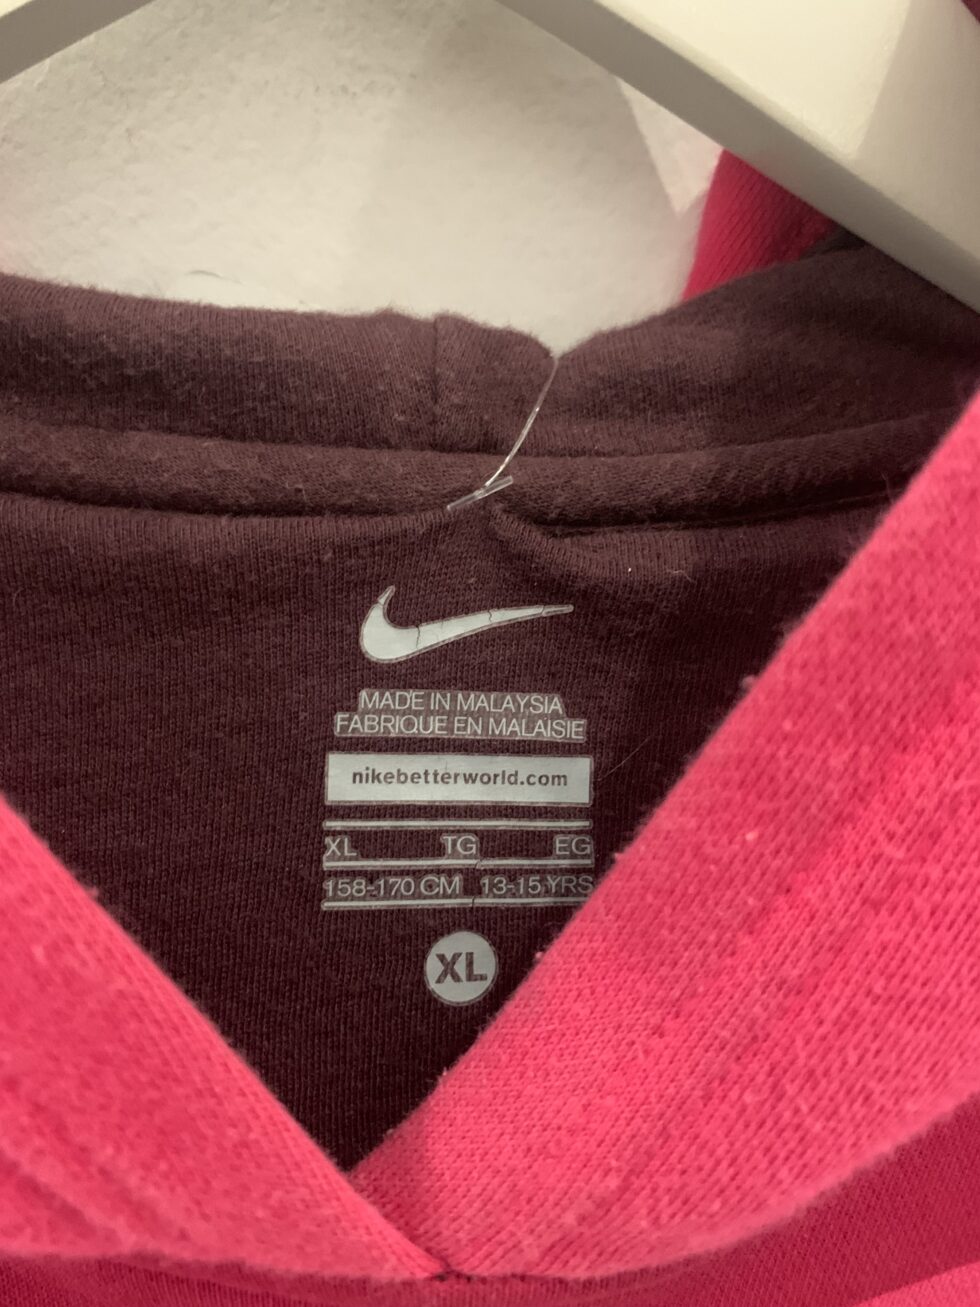 MADE IN MALAYSIA
FABRIQUE EN MALAISIE
nikebetterworld.com
XL TG EG
158-170 CM 13-15 YRS
XL